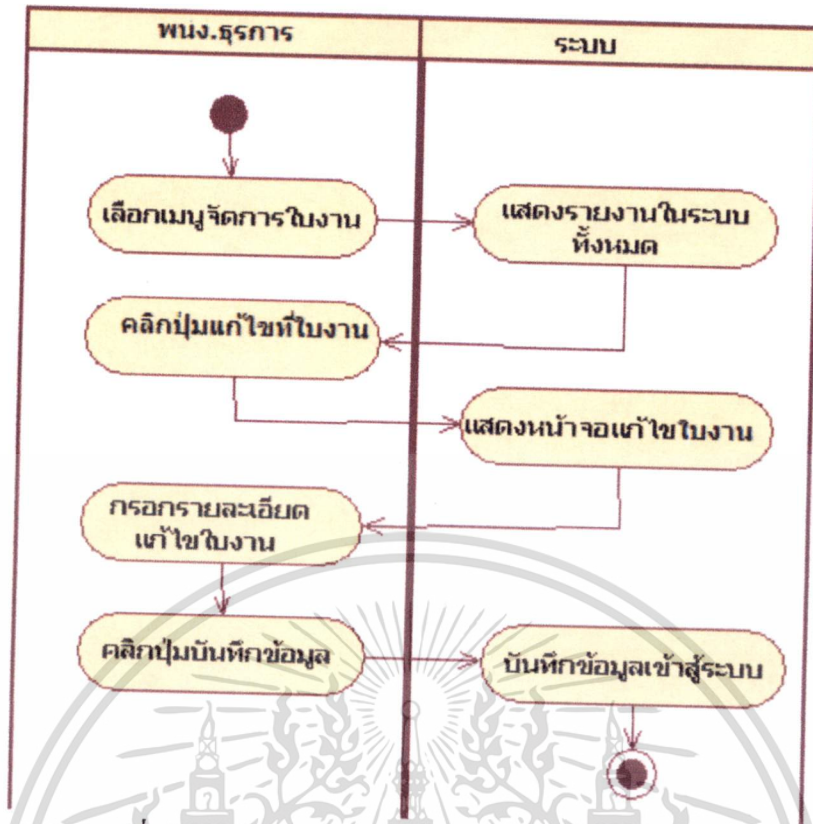 พนง.ธุรการ
ระบบ
เลือกเมนูจัดการใบงาน
แสดงรายงานในระบบ
ทั้งหมด
คลิกปุ่มแก้ไขที่ใบงาน
แสดงหน้าจอแก้ไขใบงาน
กรอกรายละเอียด
แก้ไขใบงาน
คลิกปุ่มบันทึกข้อมูล
บันทึกข้อมูลเข้าสู่ระบบ